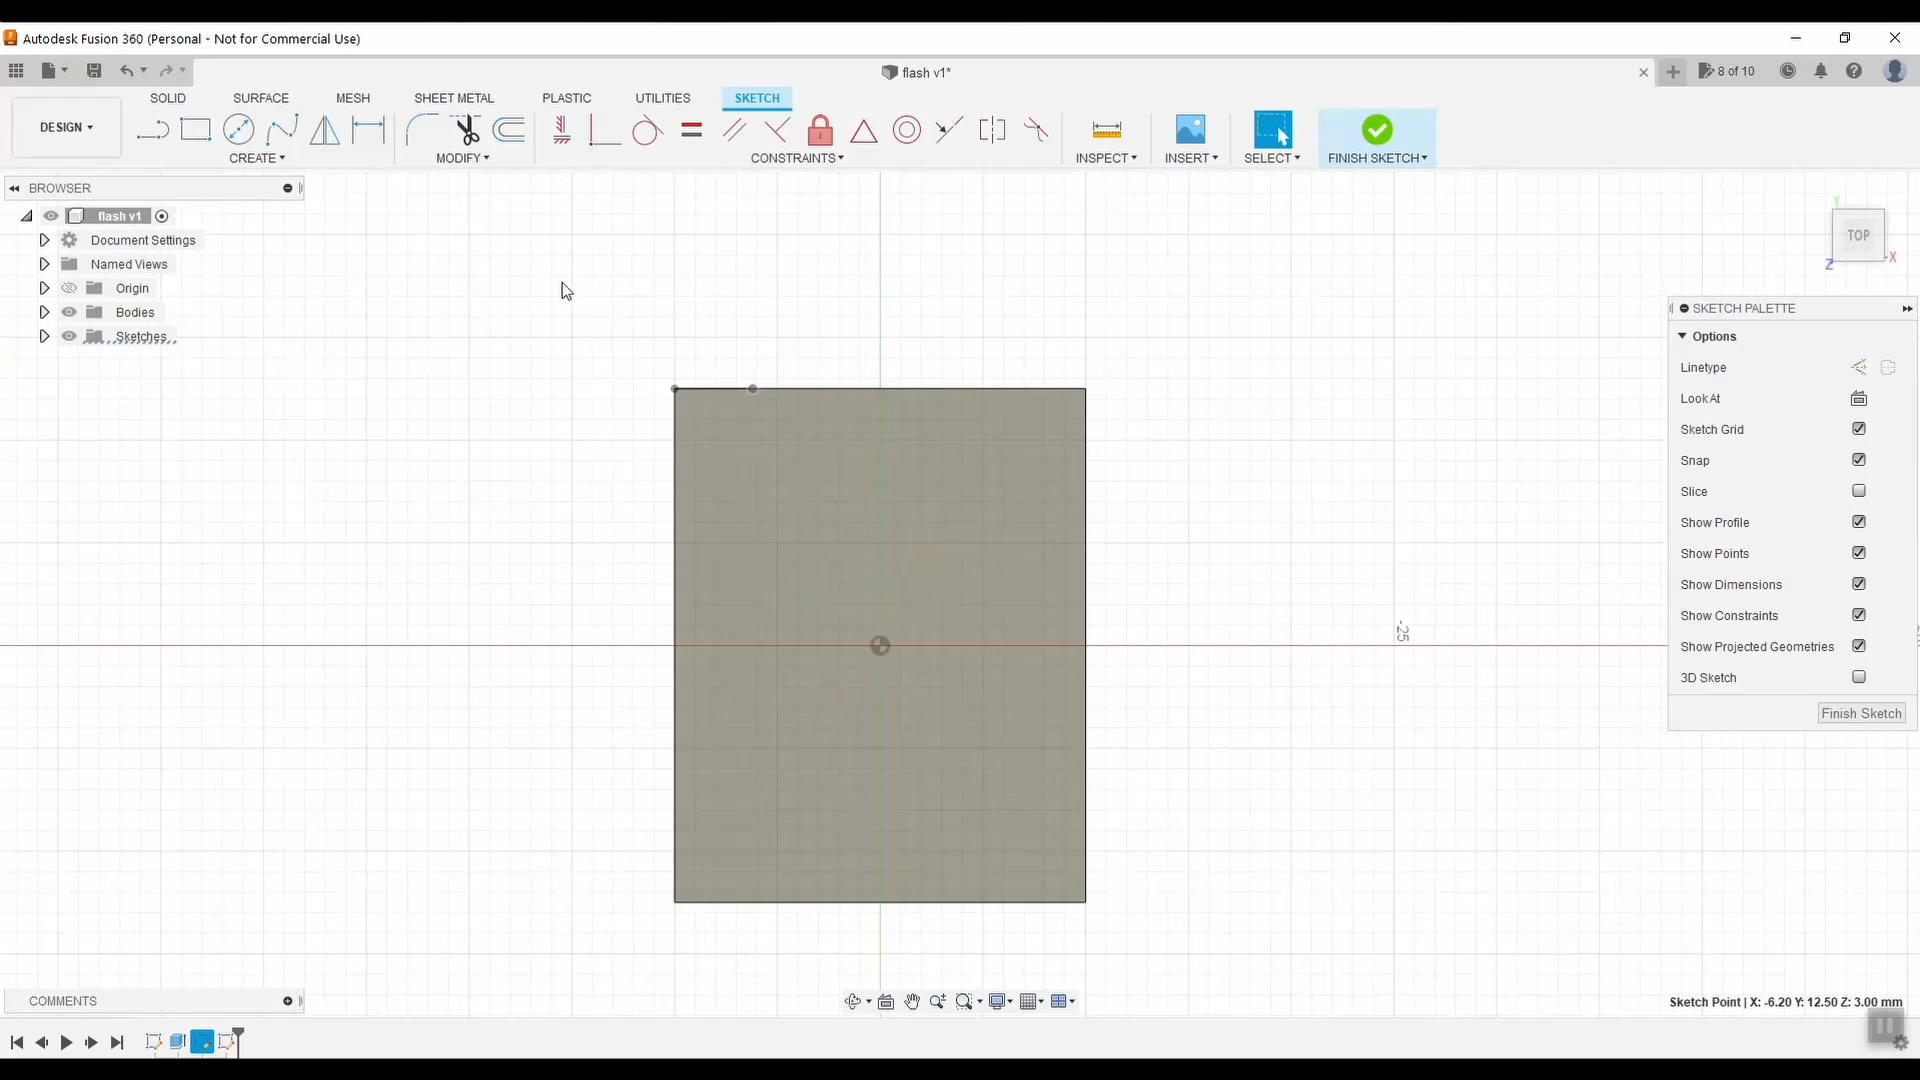 Autodesk Fusion 360 (Personal - Not for Commercial Use)
flash v1*
8 of 10
SOLID
SURFACE
MESH
SHEET METAL
PLASTIC
UTILITIES
SKETCH
DESIGN
CREATE
MODIFY
CONSTRAINTS
INSPECT
INSERT
SELECT
FINISH SKETCH
BROWSER
flash v1
Document Settings
Named Views
Origin
Bodies
Sketches
TOP
Y
X
Z
SKETCH PALETTE
Options
Linetype
Look At
Sketch Grid
Snap
Slice
Show Profile
Show Points
Show Dimensions
Show Constraints
Show Projected Geometries
3D Sketch
Finish Sketch
-25
COMMENTS
Sketch Point | X: -6.20 Y: 12.50 Z: 3.00 mm